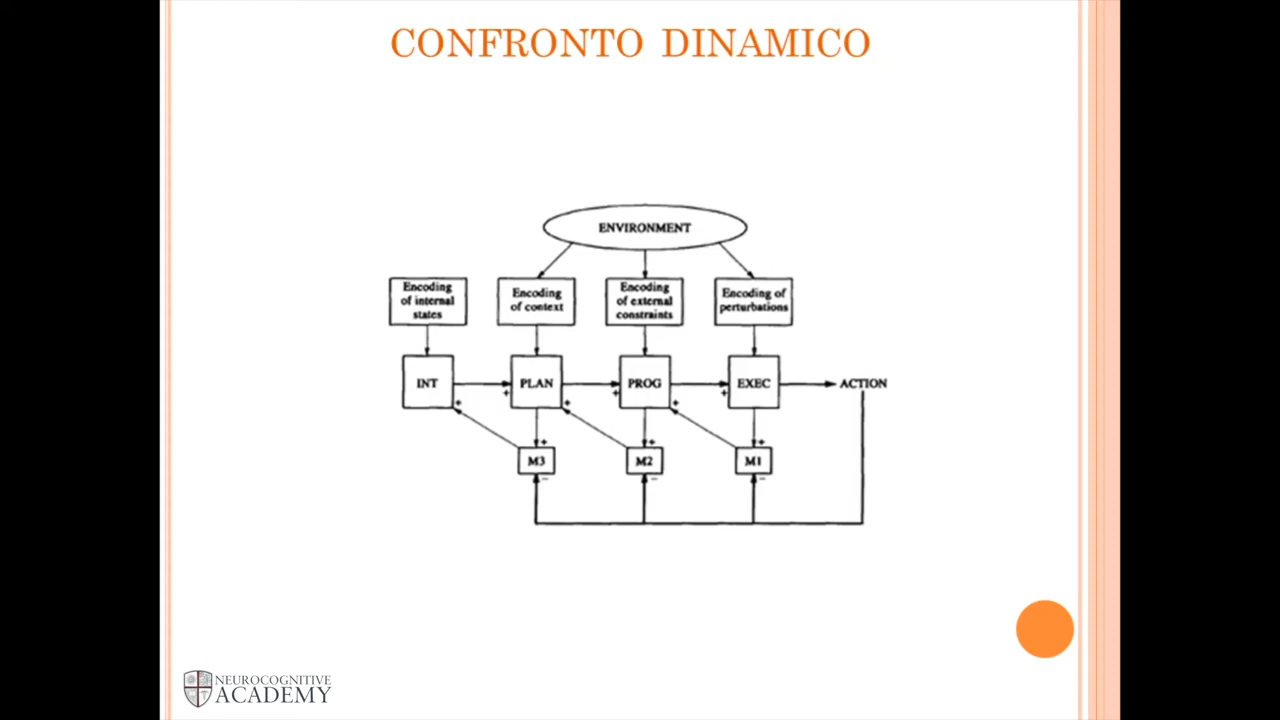 CONFRONTO DINAMICO
ENVIRONMENT
Encoding
of internal
states
Encoding
of context
Encoding
of external
constraints
Encoding of
perturbations
INT
PLAN
PROG
EXEC
ACTION
+
+
+
+
+
+
+
+
+
M3
M2
M1
−
−
−
NEUROCOGNITIVE
ACADEMY